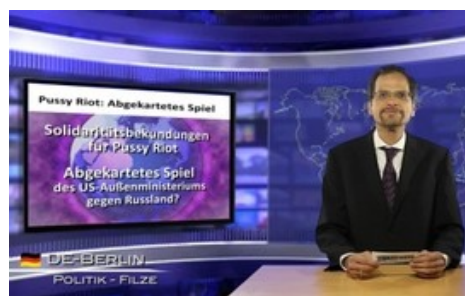 Pussy Riot: Abgekartetes Spiel
Solidaritätsbekundungen
für Pussy Riot
Abgekartetes Spiel
des US-Außenministeriums
gegen Russland?
DE-Berlin
Politik - Filze